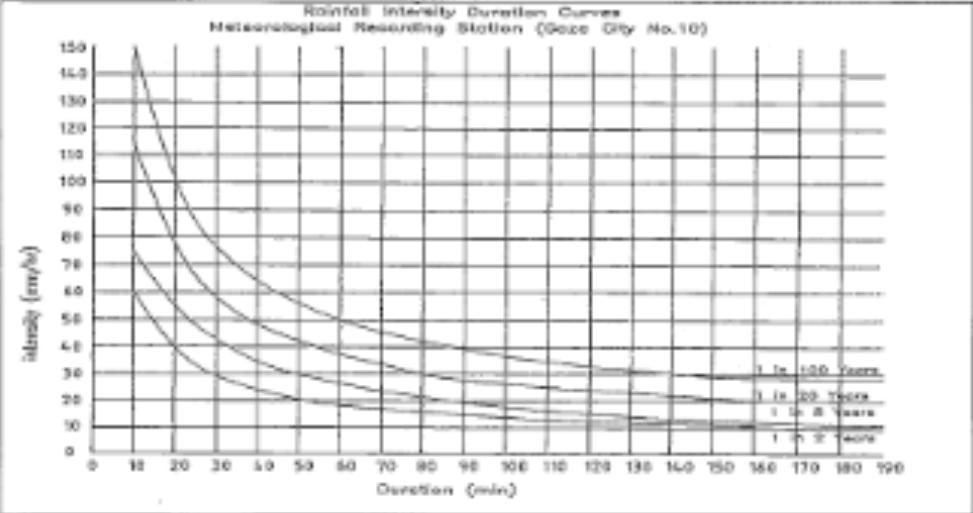 Rainfall Intensity Duration Curves
Meteorological Recording Station (Gaza City No.10)
150
140
130
120
110
100
90
80
70
60
50
40
30
20
10
0
Intensity (mm/hr)
1 in 100 Years
1 in 20 Years
1 in 5 Years
1 in 2 Years
0 10 20 30 40 50 60 70 80 90 100 110 120 130 140 150 160 170 180 190
Duration (min)